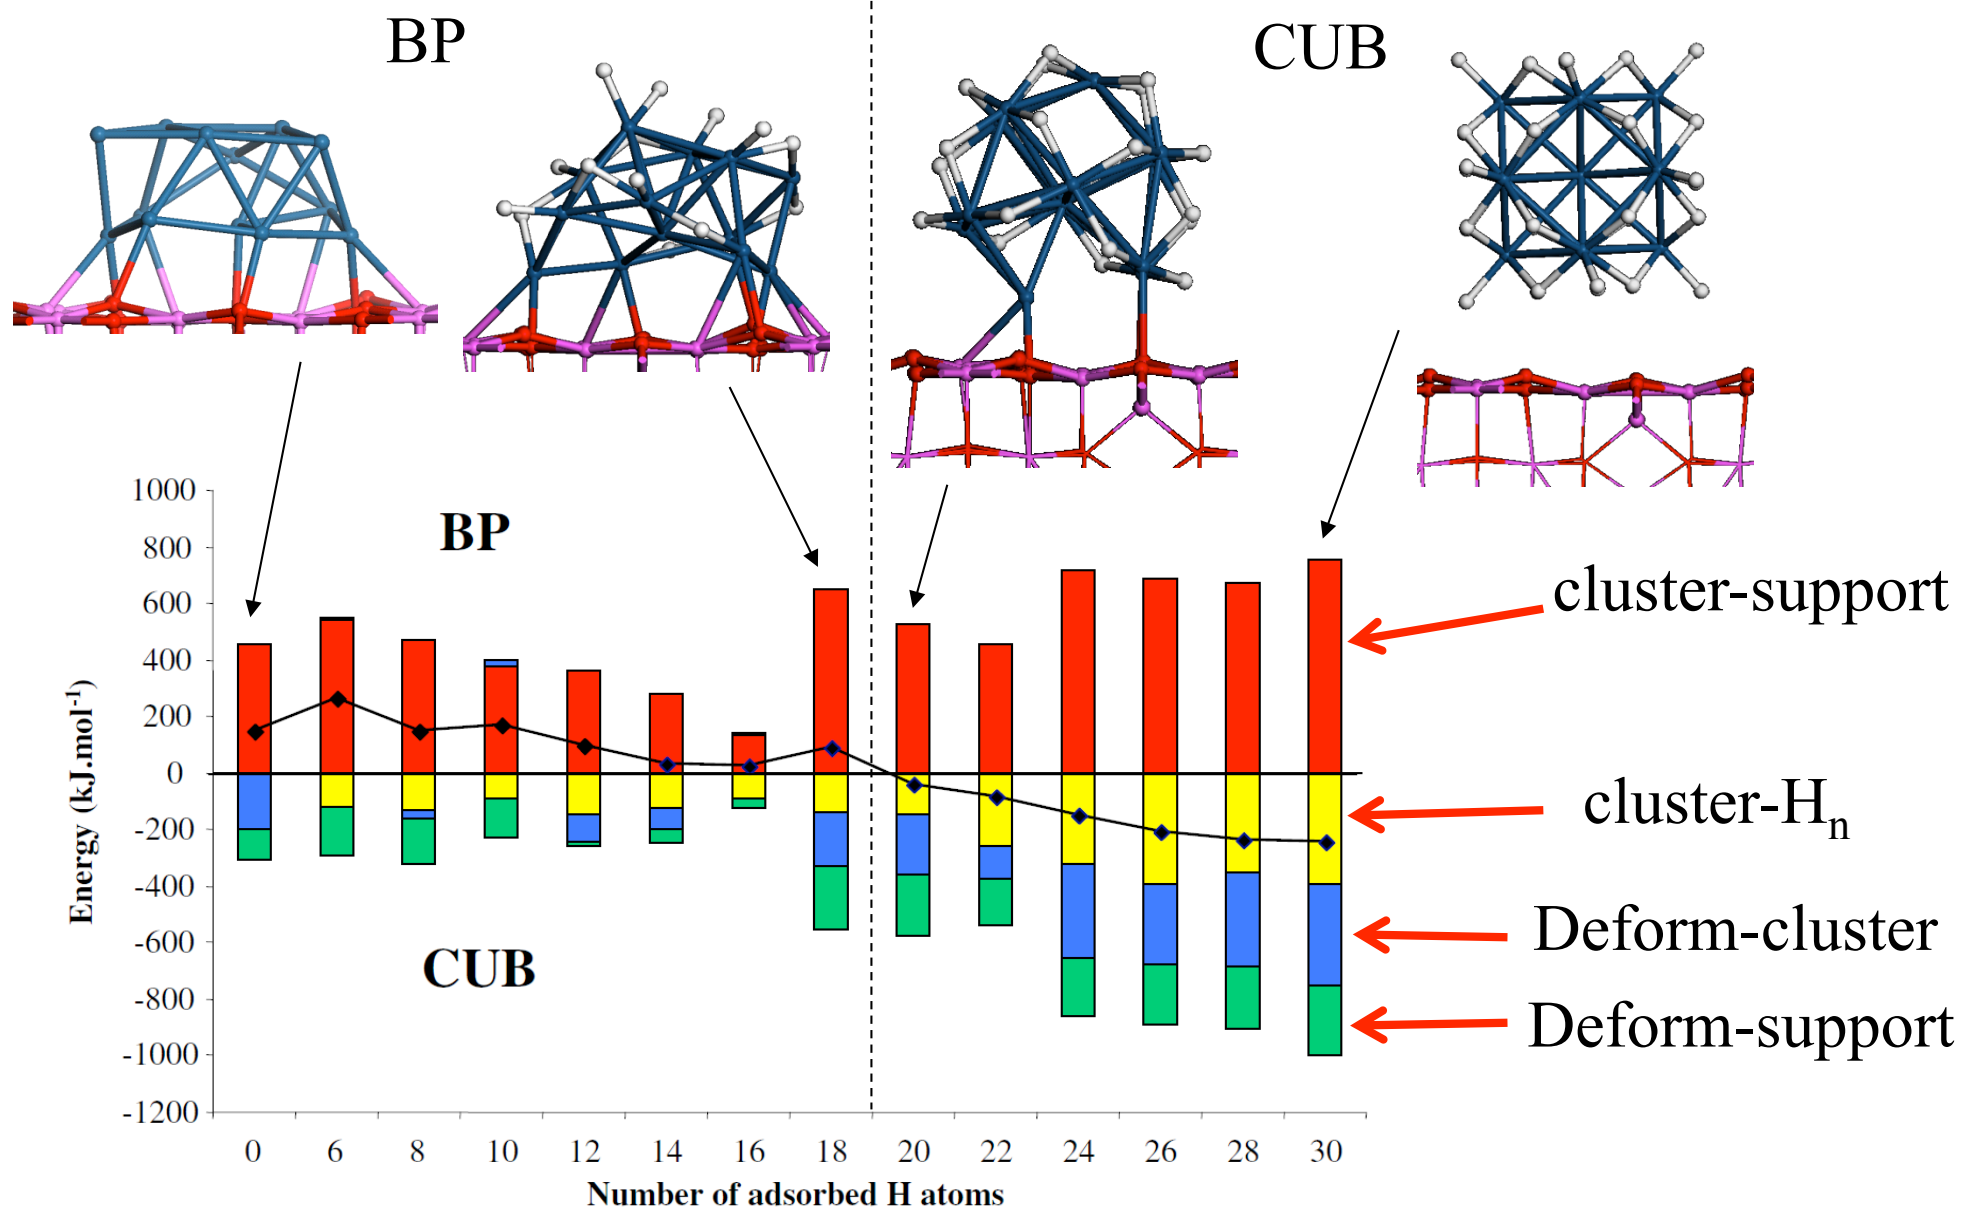 BP
CUB
1000
800
600
400
200
0
-200
-400
-600
-800
-1000
-1200
Energy (kJ.mol⁻¹)
BP
CUB
cluster-support
cluster-Hₙ
Deform-cluster
Deform-support
0 6 8 10 12 14 16 18 20 22 24 26 28 30
Number of adsorbed H atoms